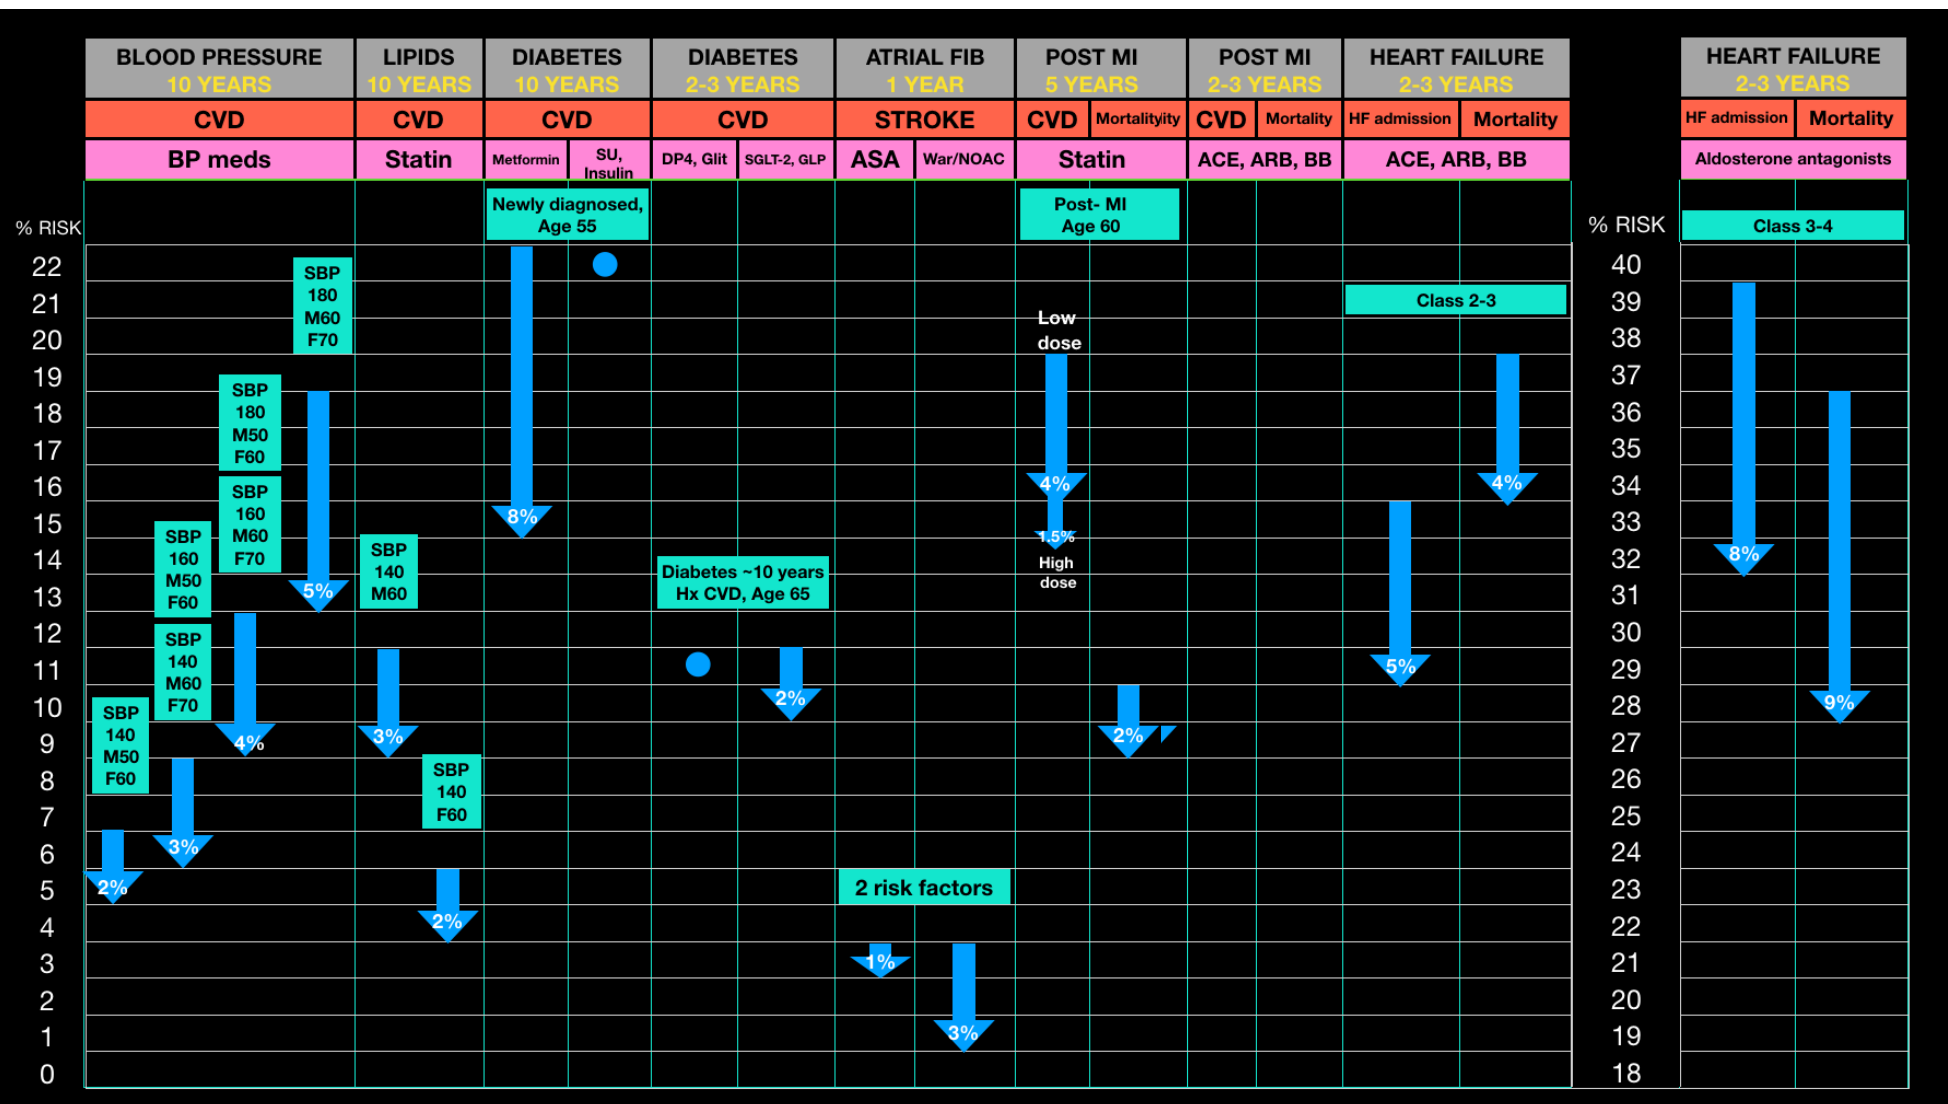 BLOOD PRESSURE
10 YEARS
LIPIDS
10 YEARS
DIABETES
10 YEARS
DIABETES
2-3 YEARS
ATRIAL FIB
1 YEAR
POST MI
5 YEARS
POST MI
2-3 YEARS
HEART FAILURE
2-3 YEARS
HEART FAILURE
2-3 YEARS
CVD
CVD
CVD
CVD
STROKE
CVD
Mortalityity
CVD
Mortality
HF admission
Mortality
HF admission
Mortality
BP meds
Statin
Metformin
SU,
Insulin
DP4, Glit
SGLT-2, GLP
ASA
War/NOAC
Statin
ACE, ARB, BB
ACE, ARB, BB
Aldosterone antagonists
% RISK
22
21
20
19
18
17
16
15
14
13
12
11
10
9
8
7
6
5
4
3
2
1
0
SBP
140
M50
F60
2%
SBP
160
M50
F60
SBP
140
M60
F70
3%
SBP
180
M50
F60
SBP
160
M60
F70
4%
SBP
180
M60
F70
5%
SBP
140
M60
3%
SBP
140
F60
2%
Newly diagnosed,
Age 55
8%
Diabetes ~10 years
Hx CVD, Age 65
2%
2 risk factors
1%
3%
Post- MI
Age 60
Low
dose
4%
1.5%
High
dose
2%
Class 2-3
5%
4%
% RISK
40
39
38
37
36
35
34
33
32
31
30
29
28
27
26
25
24
23
22
21
20
19
18
Class 3-4
8%
9%